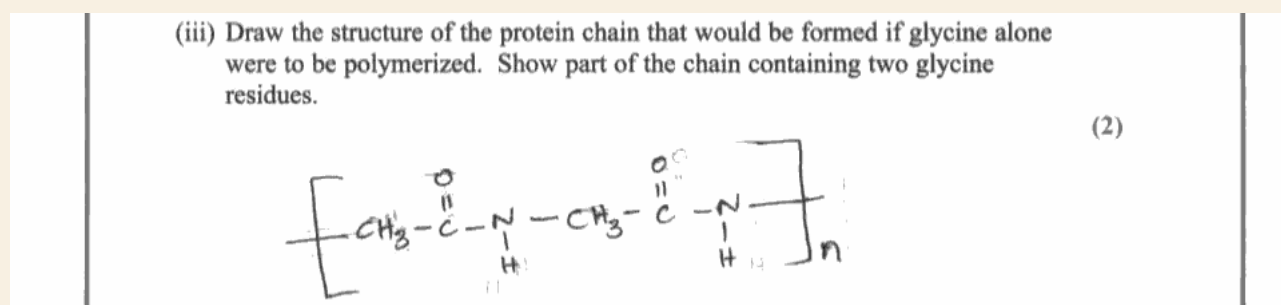 (iii) Draw the structure of the protein chain that would be formed if glycine alone
were to be polymerized. Show part of the chain containing two glycine
residues.
(2)
O O
|| ||
[-CH3-C-N-CH3-C-N-]n
| |
H H